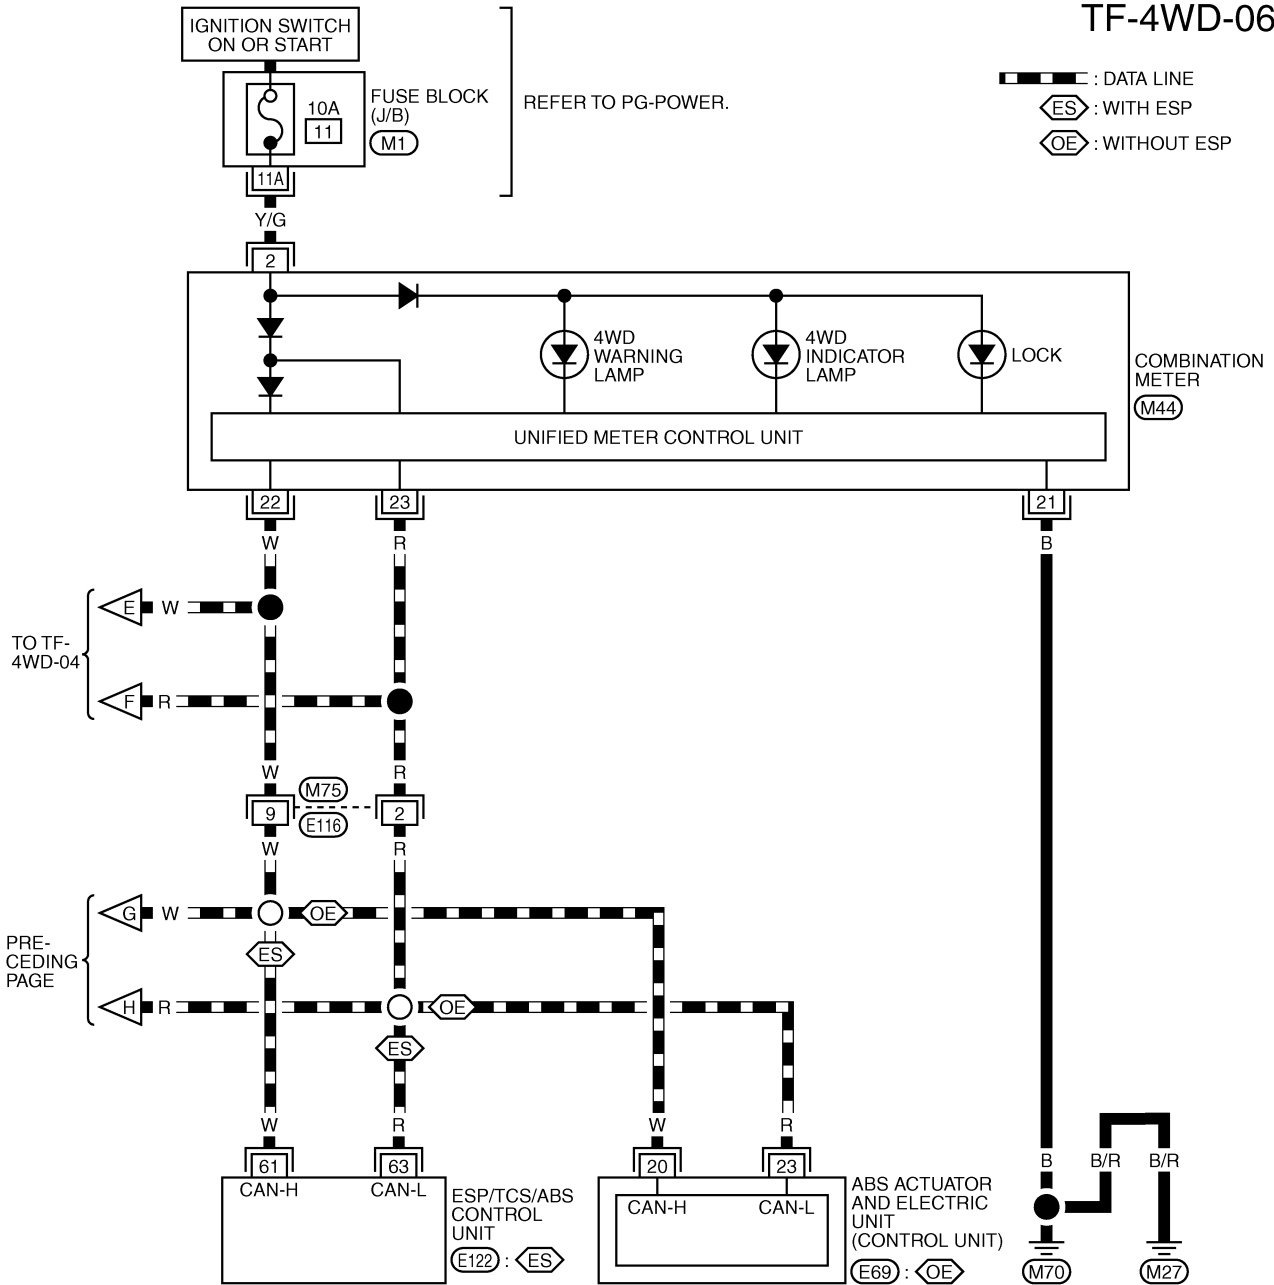 TF-4WD-06
IGNITION SWITCH
ON OR START
10A
11
FUSE BLOCK
(J/B)
M1
REFER TO PG-POWER.
: DATA LINE
ES : WITH ESP
OE : WITHOUT ESP
11A
Y/G
2
4WD
WARNING
LAMP
4WD
INDICATOR
LAMP
LOCK
COMBINATION
METER
M44
UNIFIED METER CONTROL UNIT
22 23 21
W R B
TO TF-
4WD-04
E W
F R
W R
M75
9 2
E116
W R
PRE-
CEDING
PAGE
G W OE
ES
H R OE
ES
W R W R B B/R B/R
61 63 20 23
CAN-H CAN-L
ESP/TCS/ABS
CONTROL
UNIT
E122 : ES
CAN-H CAN-L
ABS ACTUATOR
AND ELECTRIC
UNIT
(CONTROL UNIT)
E69 : OE
M70 M27